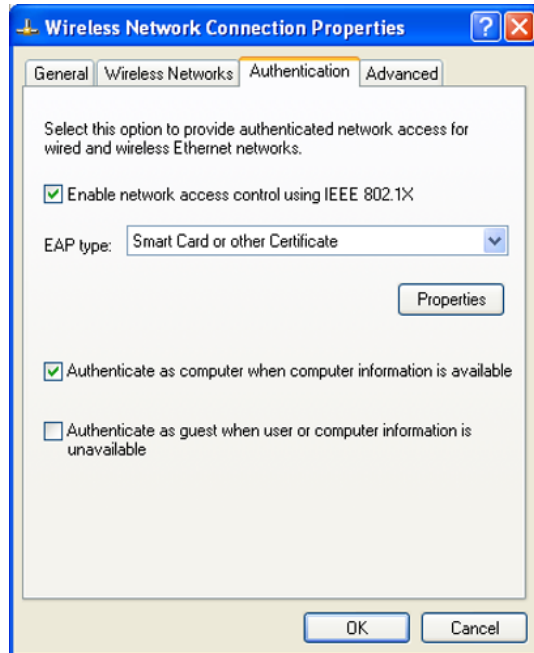 Wireless Network Connection Properties ?
General Wireless Networks Authentication Advanced
Select this option to provide authenticated network access for
wired and wireless Ethernet networks.
Enable network access control using IEEE 802.1X
EAP type: Smart Card or other Certificate
Properties
Authenticate as computer when computer information is available
Authenticate as guest when user or computer information is
unavailable
OK Cancel